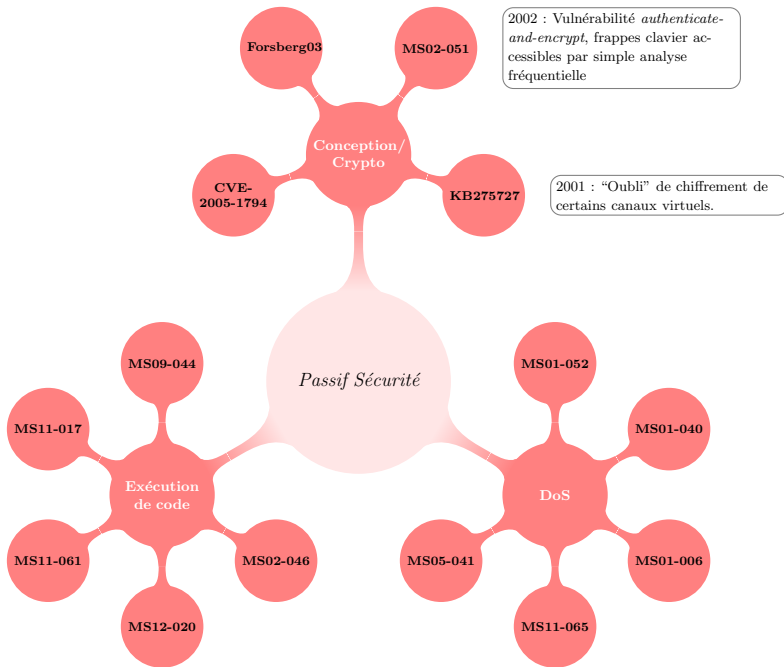 Forsberg03
MS02-051
2002 : Vulnérabilité authenticate-
and-encrypt, frappes clavier ac-
cessibles par simple analyse
fréquentielle
Conception/
Crypto
CVE-
2005-1794
KB275727
2001 : “Oubli” de chiffrement de
certains canaux virtuels.
Passif Sécurité
MS09-044
MS11-017
Exécution
de code
MS11-061
MS02-046
MS12-020
MS01-052
MS01-040
DoS
MS05-041
MS01-006
MS11-065